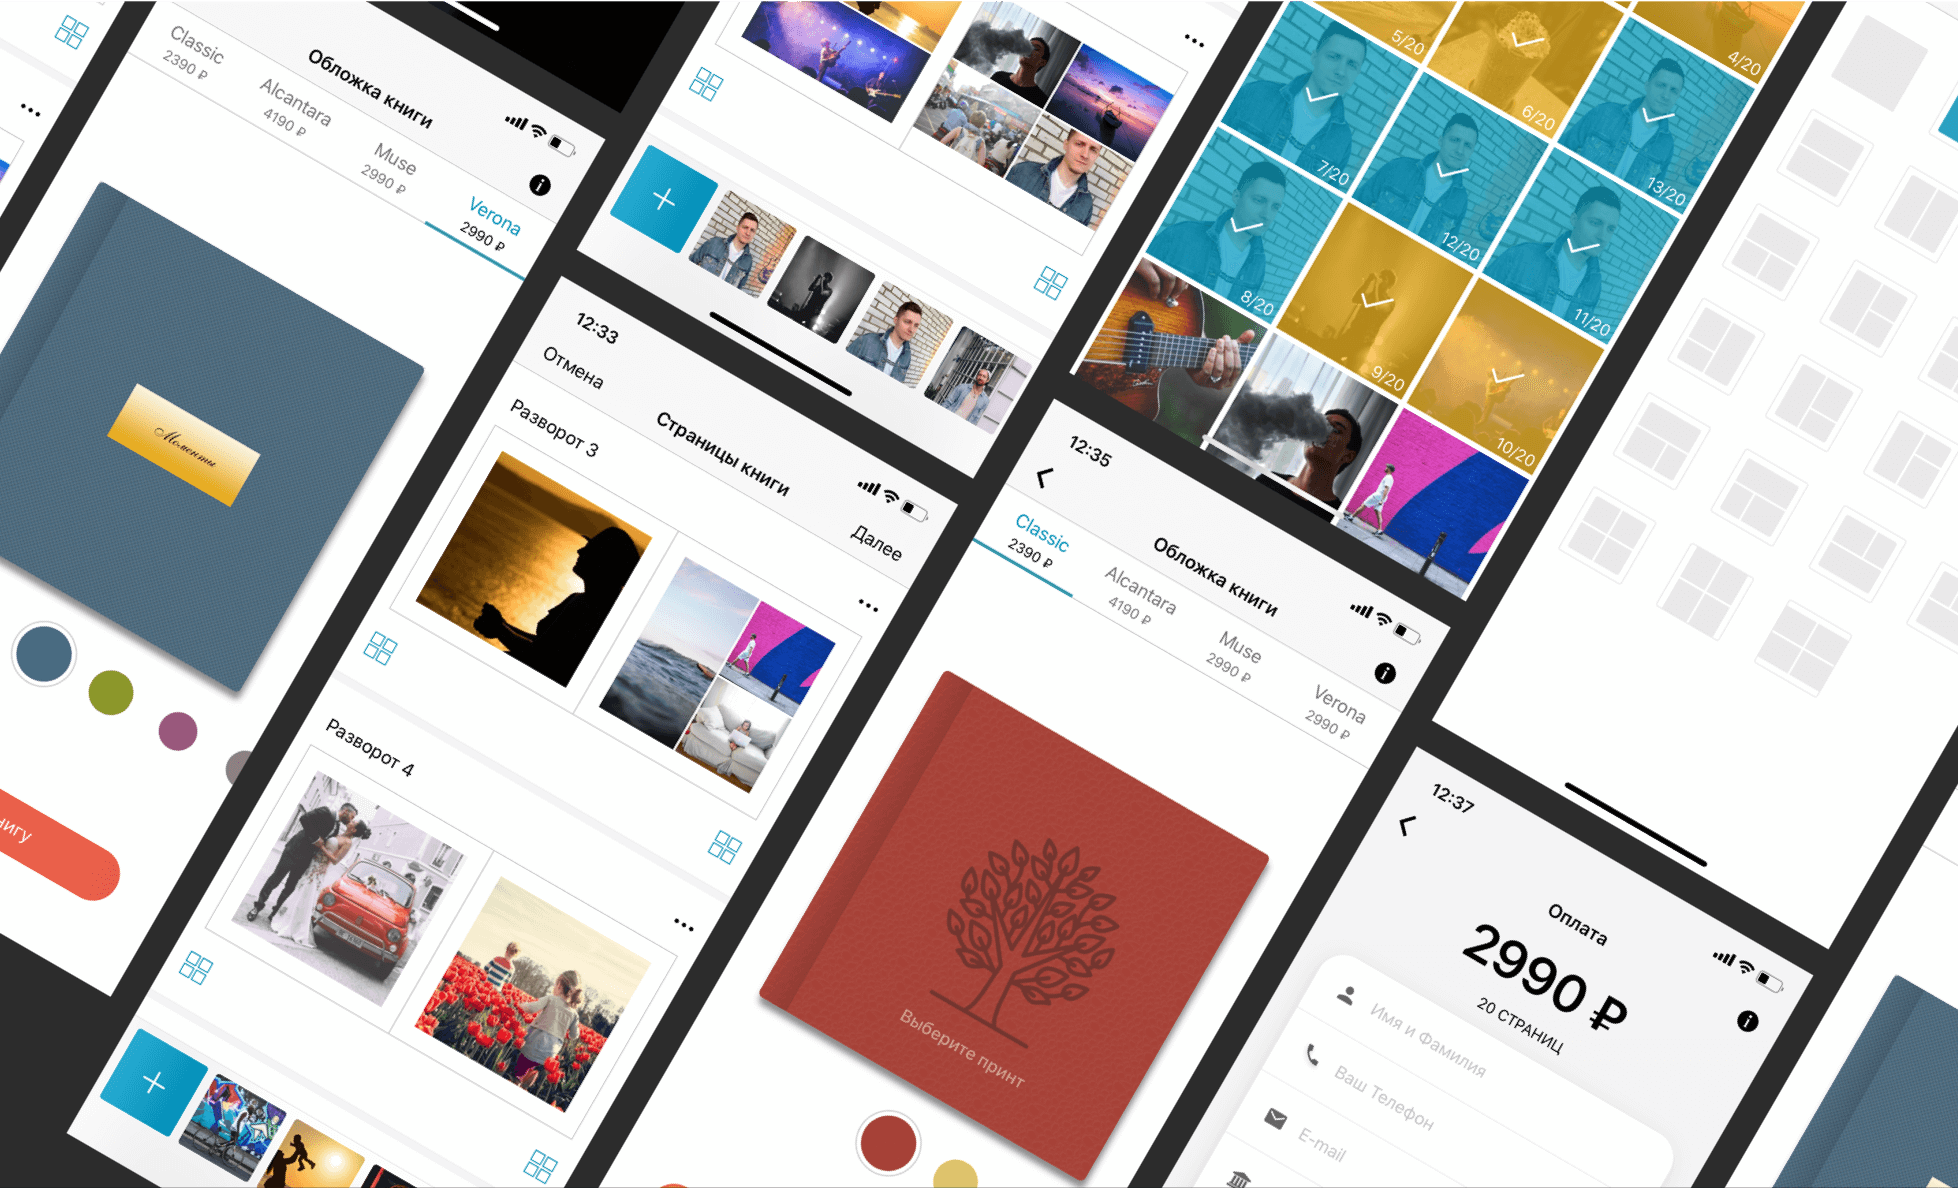 Обложка книги
Classic
2390 ₽
Alcantara
4190 ₽
Muse
2990 ₽
Verona
2990 ₽
Моменты
нигу
12:33
Отмена
Страницы книги
Далее
Разворот 3
Разворот 4
5/20
4/20
6/20
7/20
13/20
8/20
12/20
11/20
9/20
10/20
12:35
Обложка книги
Classic
2390 ₽
Alcantara
4190 ₽
Muse
2990 ₽
Verona
2990 ₽
Выберите принт
12:37
Оплата
2990 ₽
20 СТРАНИЦ
Имя и Фамилия
Ваш Телефон
E-mail